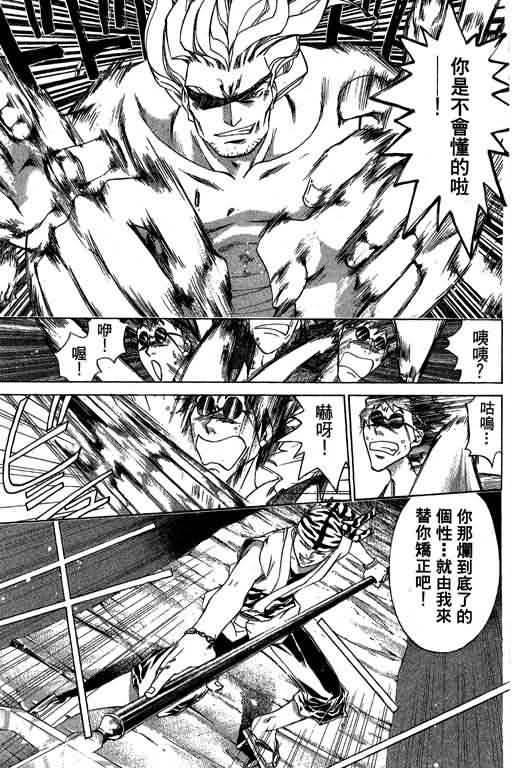 你是不會懂的啦
——！
咦咦？
咿！
喔！
咕嗚…
嚇呀！
你那爛到底了的
個性…就由我來
替你矯正吧！